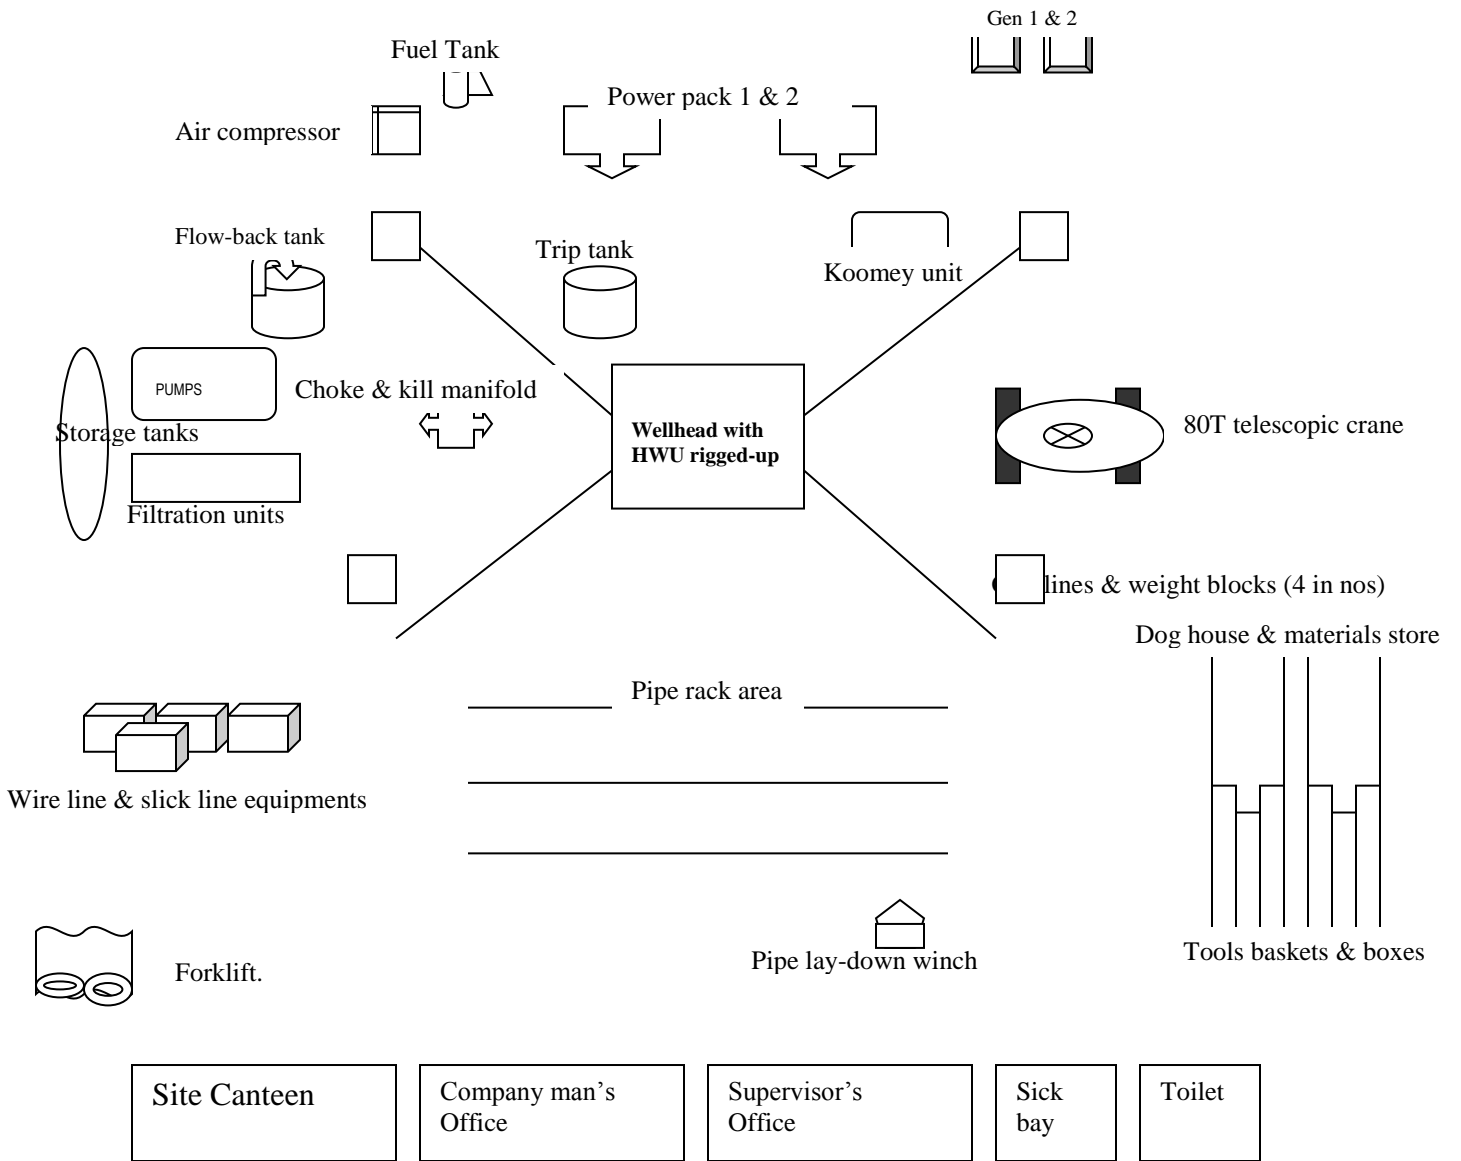 Gen 1 & 2
Fuel Tank
Power pack 1 & 2
Air compressor
Flow-back tank
Trip tank
Koomey unit
PUMPS
Choke & kill manifold
Storage tanks
Wellhead with
HWU rigged-up
80T telescopic crane
Filtration units
lines & weight blocks (4 in nos)
Dog house & materials store
Pipe rack area
Wire line & slick line equipments
Tools baskets & boxes
Pipe lay-down winch
Forklift.
Site Canteen
Company man's
Office
Supervisor's
Office
Sick
bay
Toilet